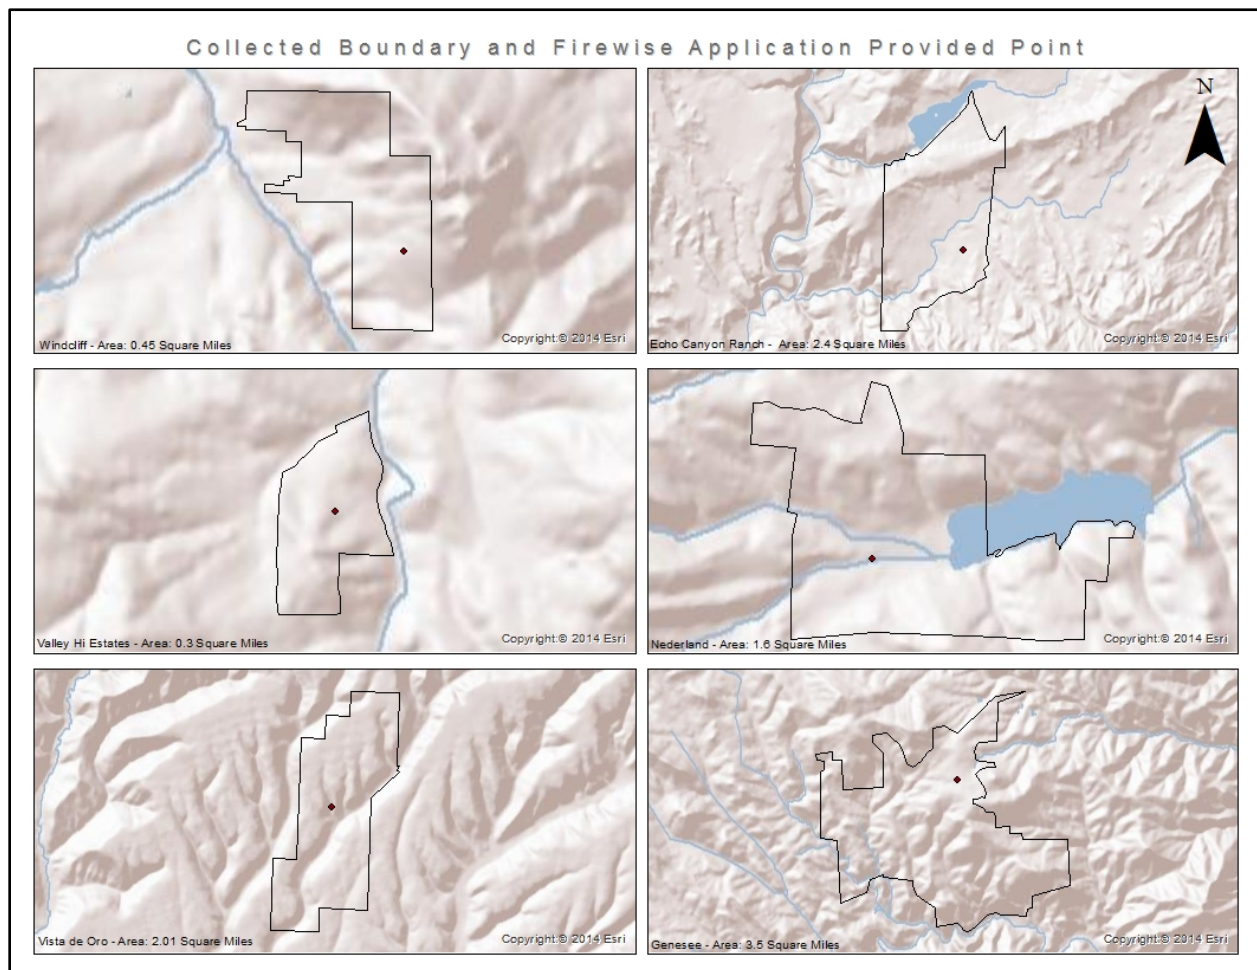 Collected Boundary and Firewise Application Provided Point
N
Windcliff - Area: 0.45 Square Miles
Copyright:© 2014 Esri
Echo Canyon Ranch - Area: 2.4 Square Miles
Copyright:© 2014 Esri
Valley Hi Estates - Area: 0.3 Square Miles
Copyright:© 2014 Esri
Nederland - Area: 1.6 Square Miles
Copyright:© 2014 Esri
Vista de Oro - Area: 2.01 Square Miles
Copyright:© 2014 Esri
Genesee - Area: 3.5 Square Miles
Copyright:© 2014 Esri